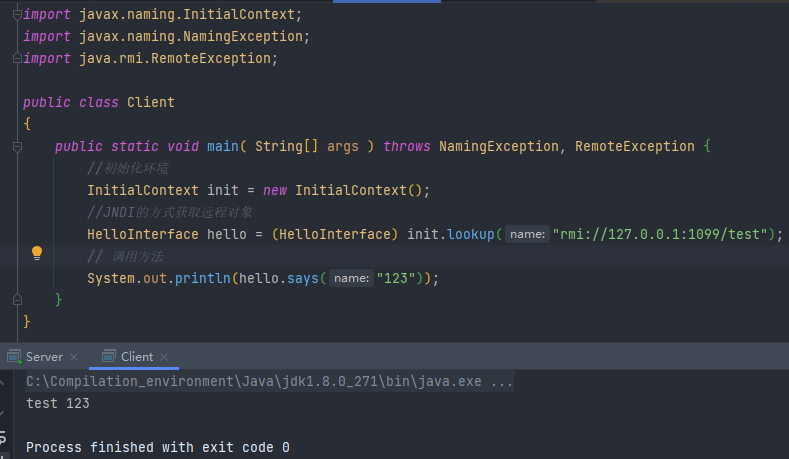 import javax.naming.InitialContext;
import javax.naming.NamingException;
import java.rmi.RemoteException;
public class Client
{
public static void main( String[] args ) throws NamingException, RemoteException {
//初始化环境
InitialContext init = new InitialContext();
//JNDI的方式获取远程对象
HelloInterface hello = (HelloInterface) init.lookup( name: "rmi://127.0.0.1:1099/test");
// 调用方法
System.out.println(hello.says( name: "123"));
}
}
Server × Client ×
C:\Compilation_environment\Java\jdk1.8.0_271\bin\java.exe ...
test 123
Process finished with exit code 0